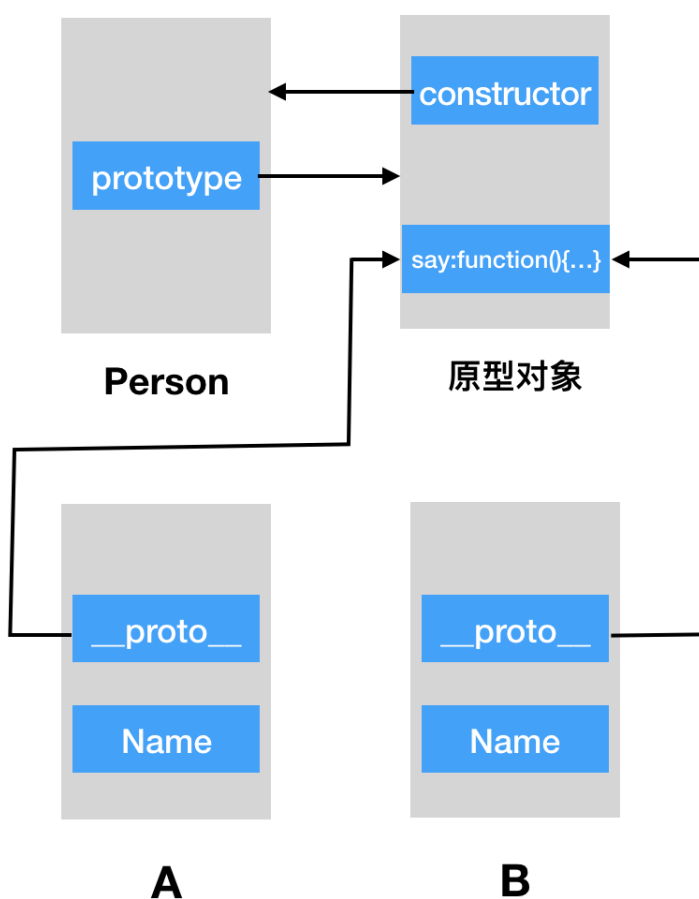 constructor
prototype
say:function(){…}
Person
原型对象
__proto__
__proto__
Name
Name
A
B